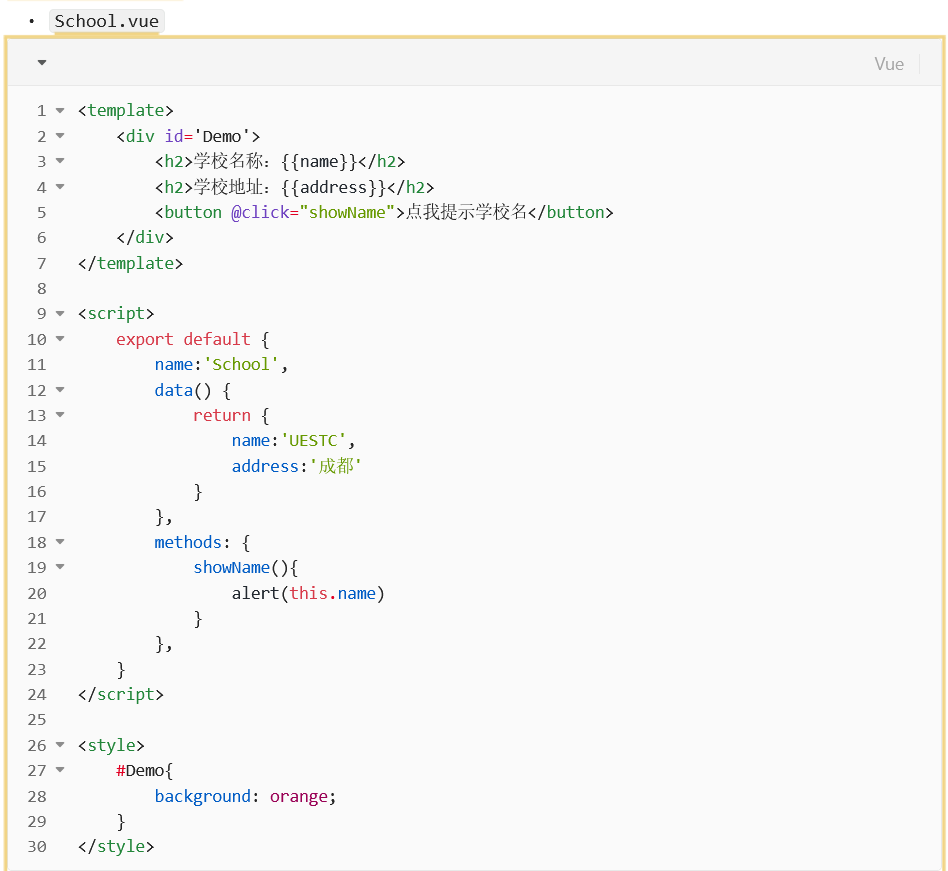 • School.vue
Vue
1 <template>
2     <div id='Demo'>
3         <h2>学校名称：{{name}}</h2>
4         <h2>学校地址：{{address}}</h2>
5         <button @click="showName">点我提示学校名</button>
6     </div>
7 </template>
8
9 <script>
10     export default {
11         name:'School',
12         data() {
13             return {
14                 name:'UESTC',
15                 address:'成都'
16             }
17         },
18         methods: {
19             showName(){
20                 alert(this.name)
21             }
22         },
23     }
24 </script>
25
26 <style>
27     #Demo{
28         background: orange;
29     }
30 </style>